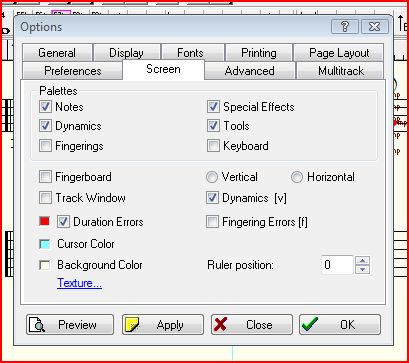 Options
General Display Fonts Printing Page Layout
Preferences Screen Advanced Multitrack
Palettes
Notes Special Effects
Dynamics Tools
Fingerings Keyboard
Fingerboard Vertical Horizontal
Track Window Dynamics [v]
Duration Errors Fingering Errors [f]
Cursor Color
Background Color Ruler position: 0
Texture...
Preview Apply Close OK